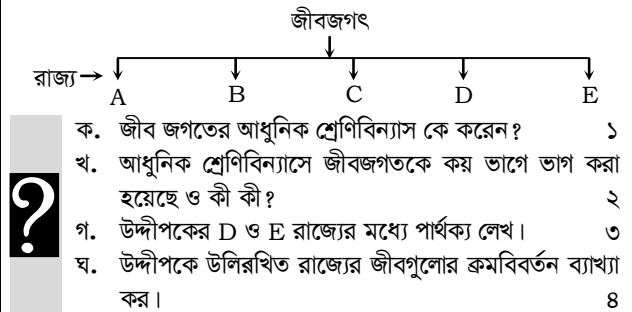 জীবজগৎ
রাজ্য→
A B C D E
ক. জীব জগতের আধুনিক শ্রেণিবিন্যাস কে করেন? ১
খ. আধুনিক শ্রেণিবিন্যাসে জীবজগতকে কয় ভাগে ভাগ করা
হয়েছে ও কী কী? ২
গ. উদ্দীপকের D ও E রাজ্যের মধ্যে পার্থক্য লেখ। ৩
ঘ. উদ্দীপকে উলিৱখিত রাজ্যের জীবগুলোর ক্রমবিবর্তন ব্যাখ্যা
কর। ৪
?